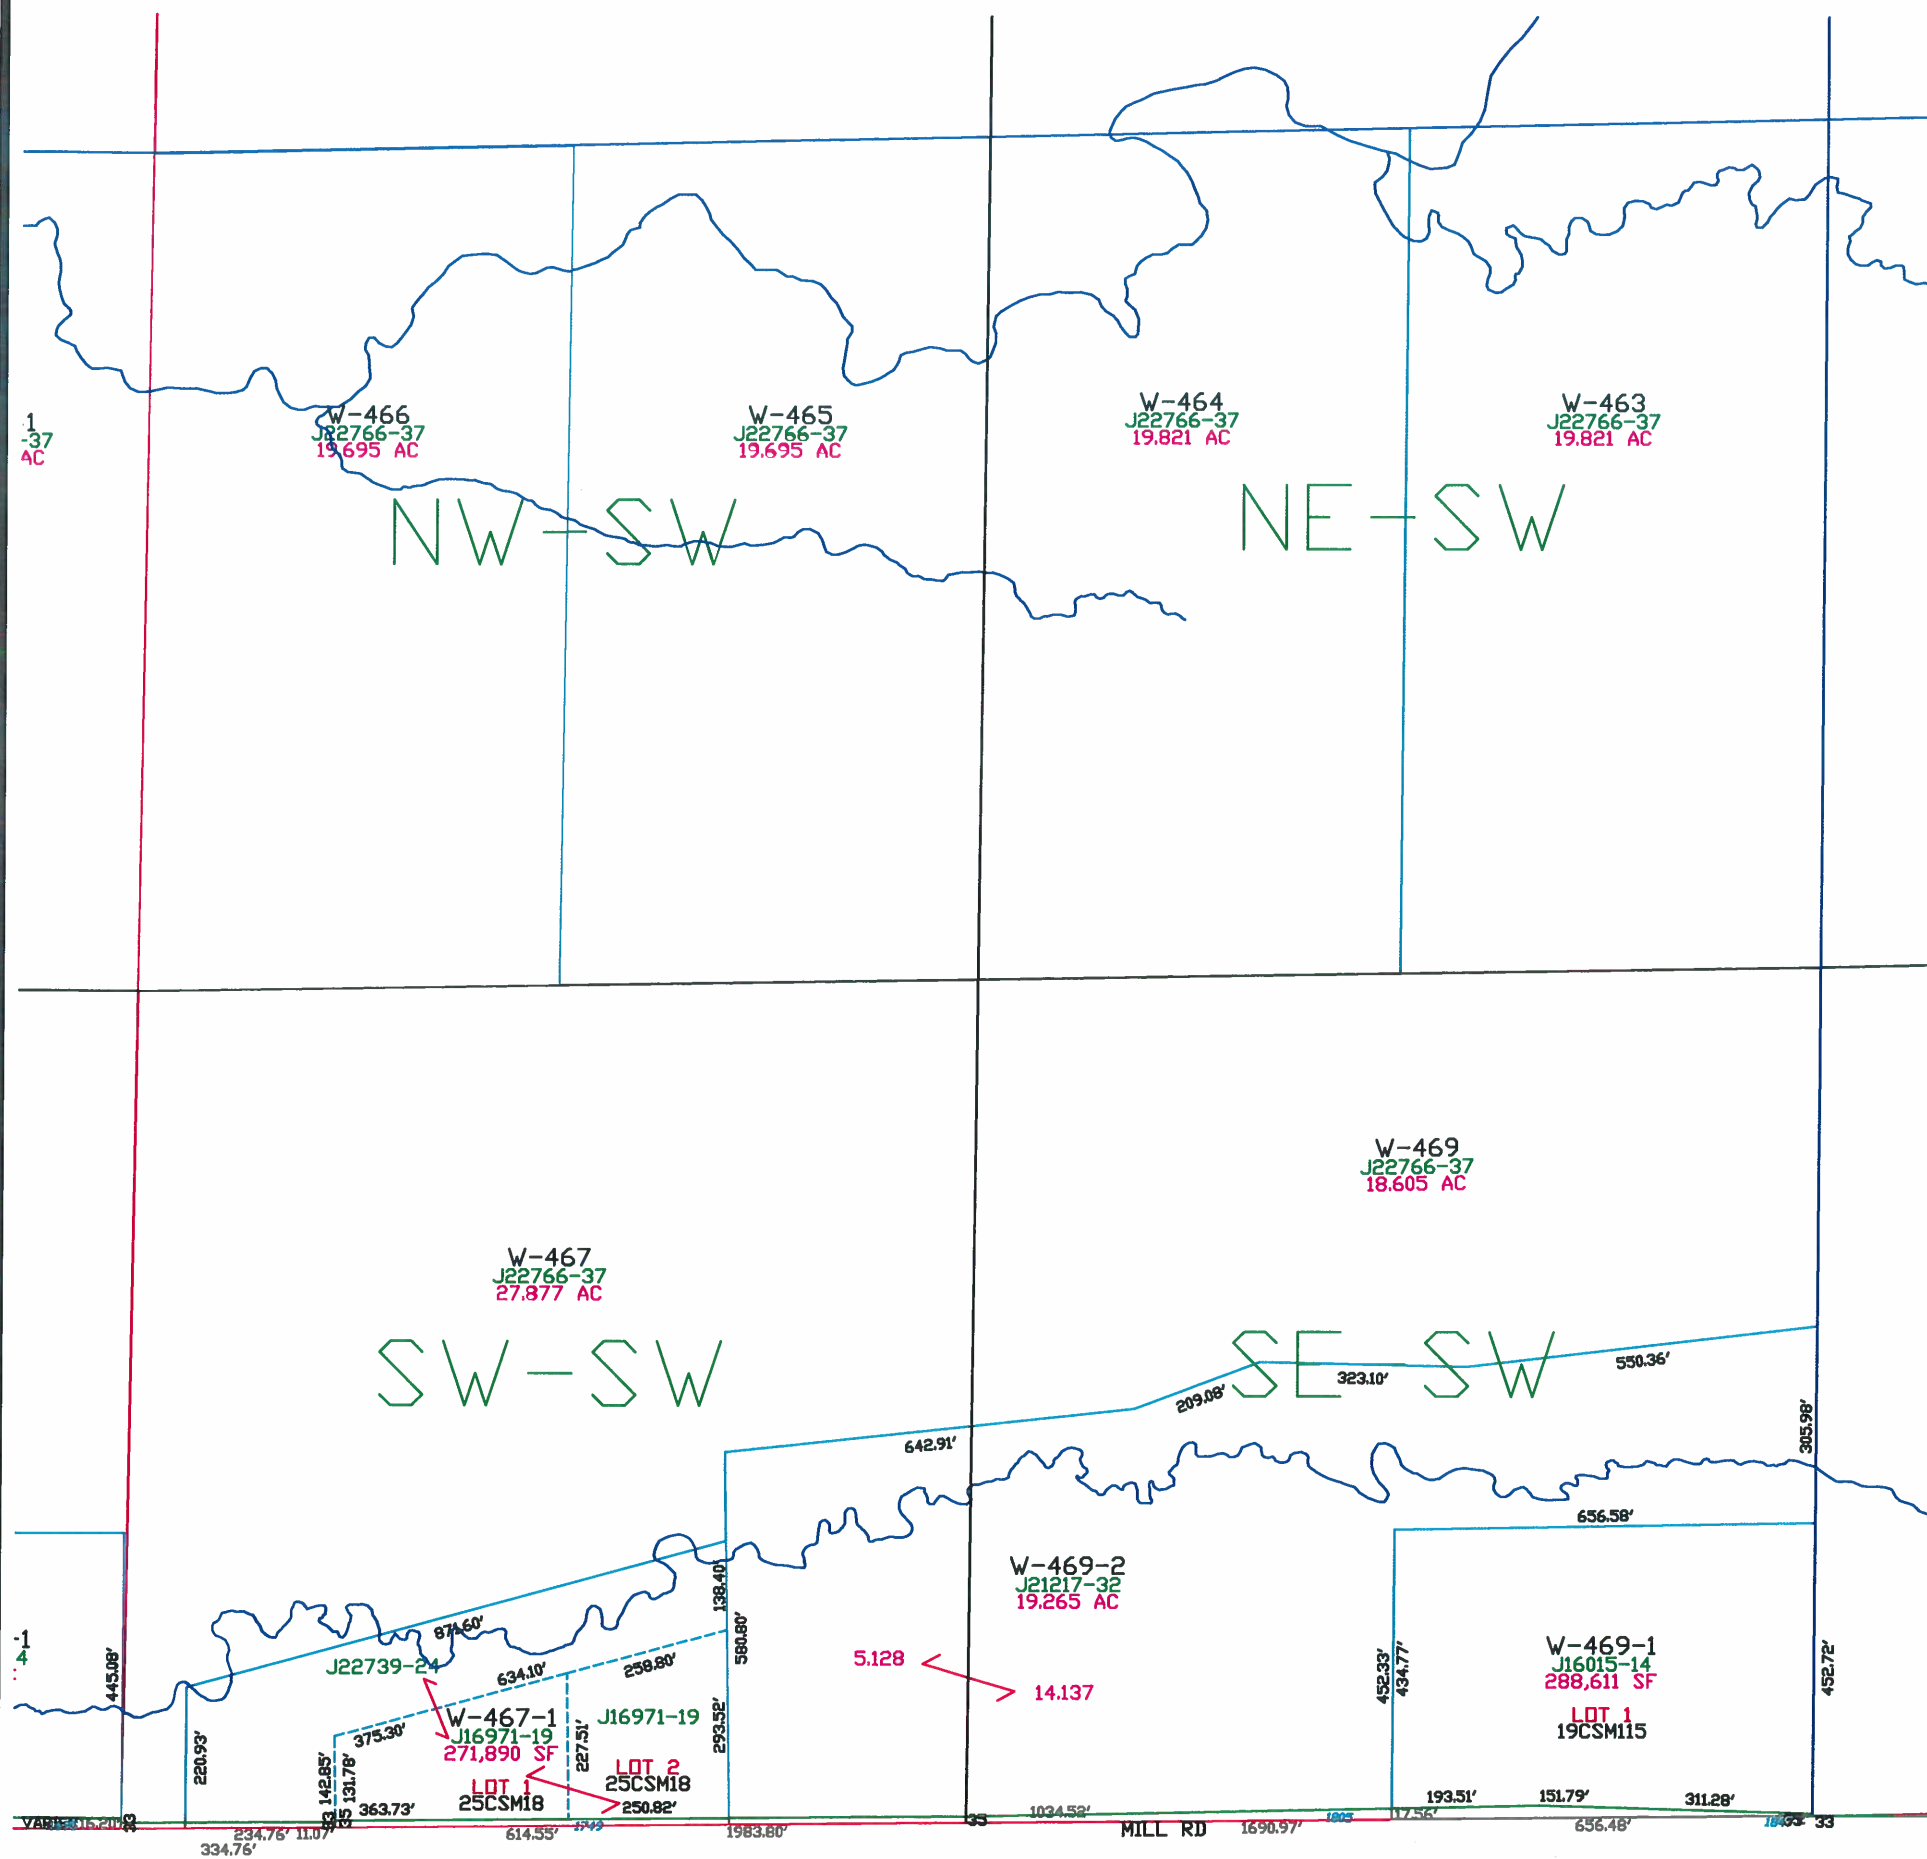 1
-37
AC
W-466
J22766-37
19.695 AC
W-465
J22766-37
19.695 AC
W-464
J22766-37
19.821 AC
W-463
J22766-37
19.821 AC
NW-SW
NE-SW
W-469
J22766-37
18.605 AC
W-467
J22766-37
27.877 AC
SW-SW
SE-SW
550.36'
323.10'
209.08'
642.91'
305.98'
656.58'
W-469-2
J21217-32
19.265 AC
138.40'
580.80'
871.60'
-1
4
445.08'
J22739-24
634.10'
258.80'
5.128
14.137
452.33'
434.77'
W-469-1
J16015-14
288,611 SF
LOT 1
19CSM115
452.72'
W-467-1
J16971-19
271,890 SF
LOT 1
25CSM18
375.30'
J16971-19
227.51'
293.52'
LOT 2
25CSM18
220.93'
142.85'
131.78'
363.73'
250.82'
193.51'
151.79'
311.28'
1034.52'
17.56'
33
35
35
33
234.76' 11.07'
614.55'
1749
1983.80'
MILL RD
1690.97'
1805
656.48'
334.76'